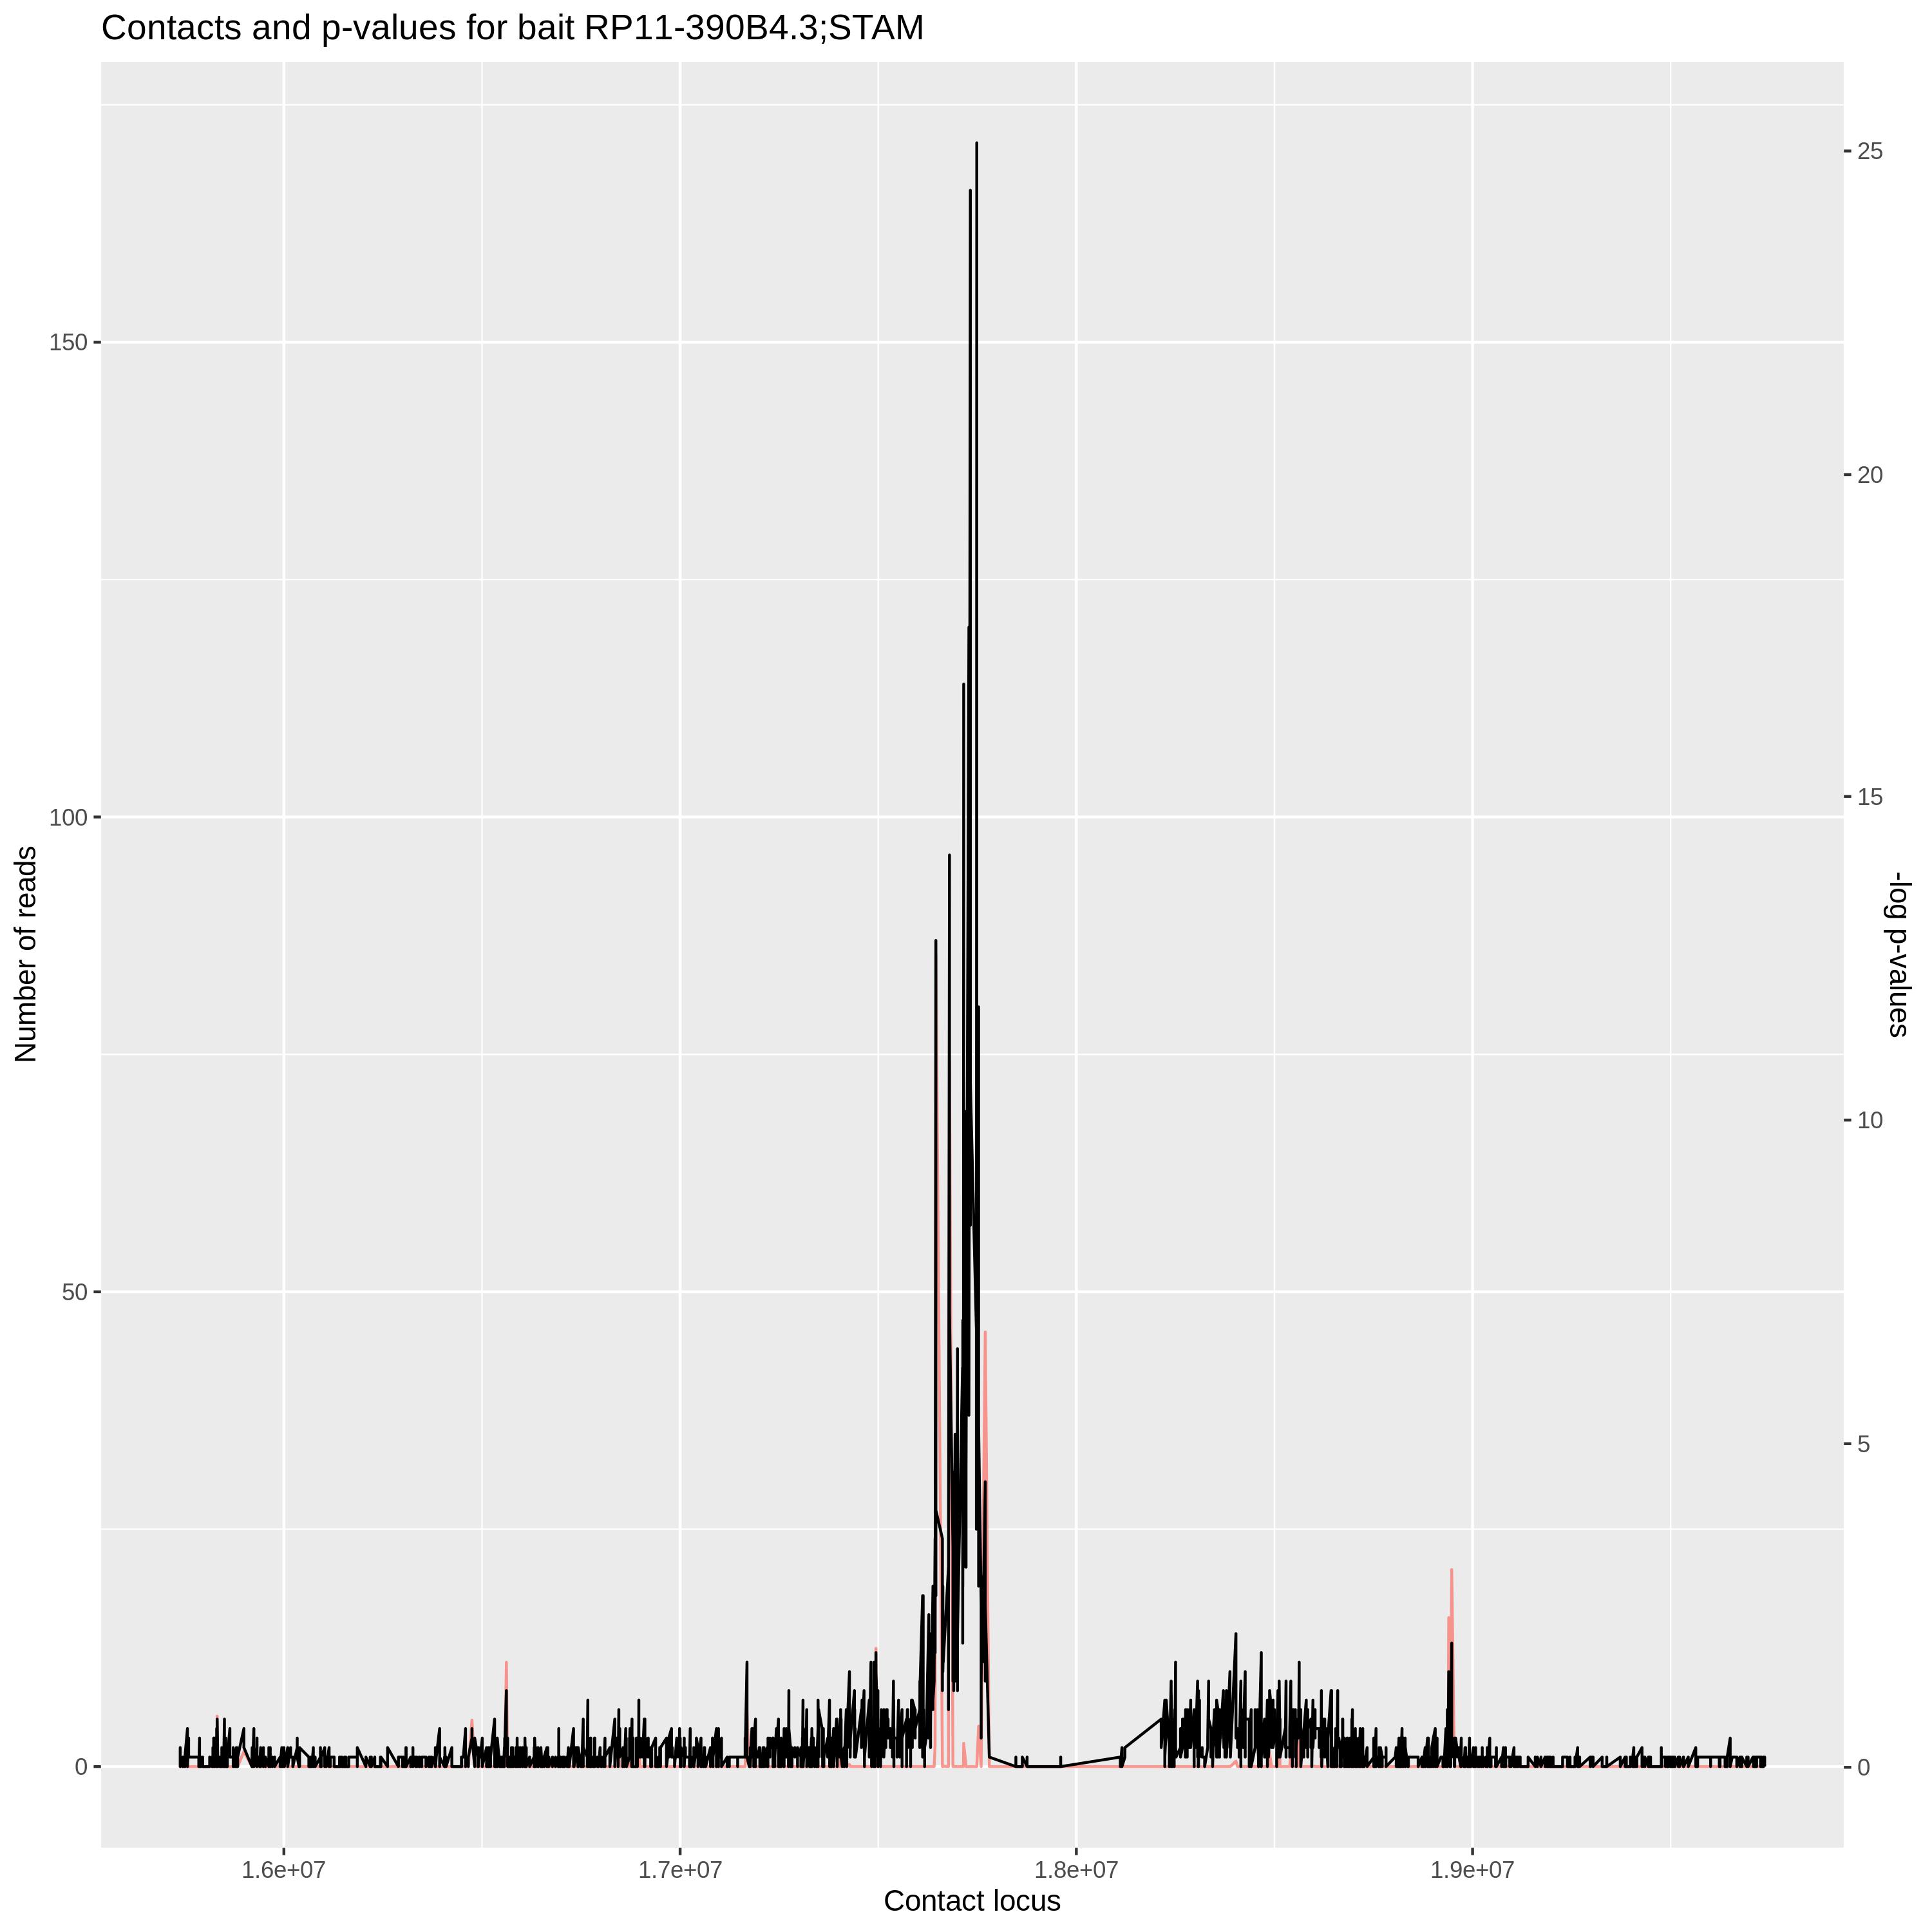 Contacts and p-values for bait RP11-390B4.3;STAM
150
100
50
0
Number of reads
25
20
15
10
5
0
-log p-values
1.6e+07
1.7e+07
1.8e+07
1.9e+07
Contact locus